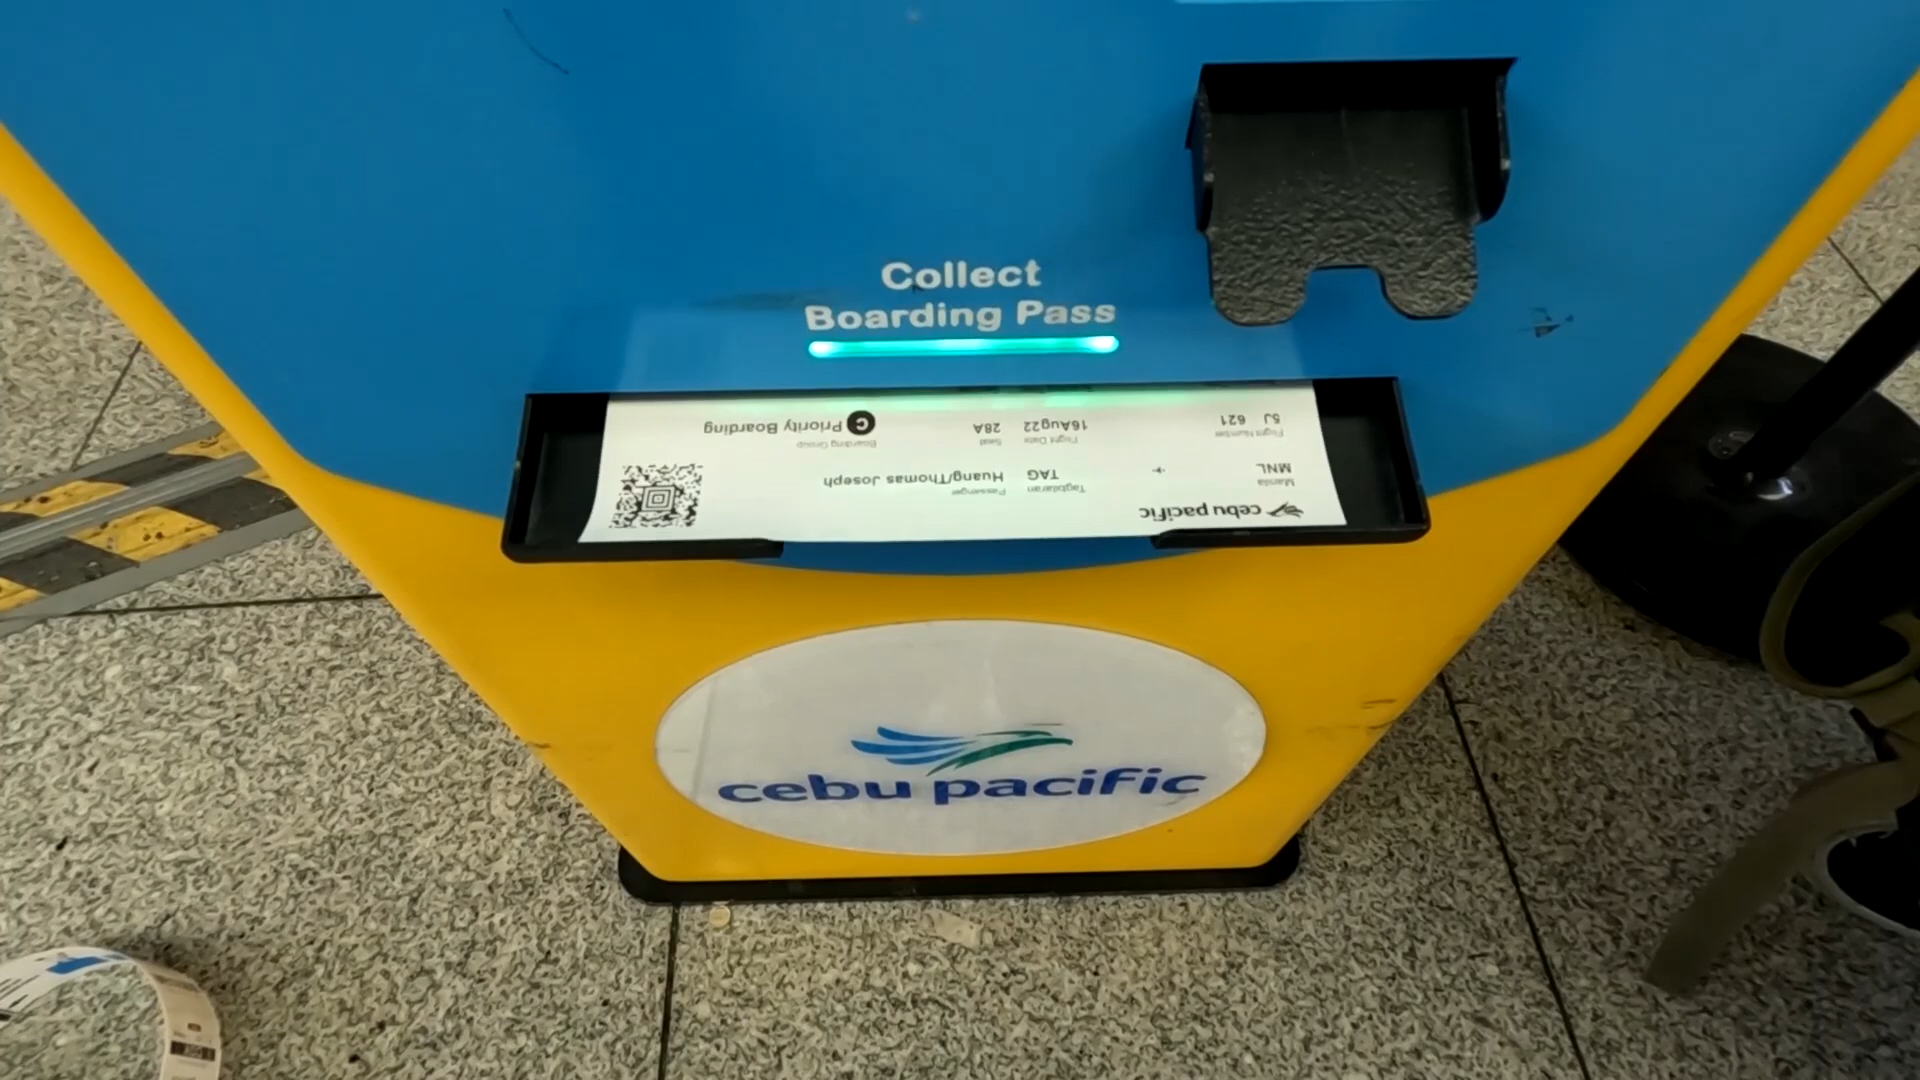 Collect
Boarding Pass
cebu pacific
Manila
MNL
Tagbilaran
TAG
Passenger
Huang/Thomas Joseph
Flight Number
5J 621
Flight Date
16Aug22
Seat
28A
Boarding Group
C Priority Boarding
cebu pacific